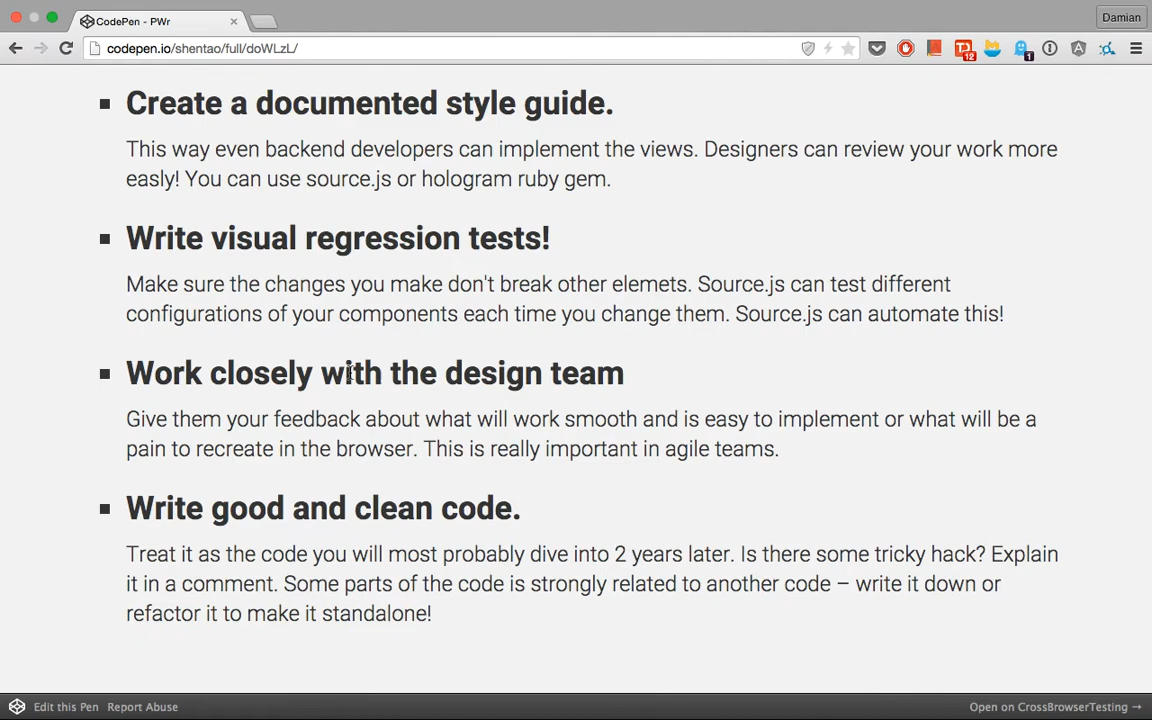 CodePen - PWr
Damian
codepen.io/shentao/full/doWLzL/
12
1
Create a documented style guide.
This way even backend developers can implement the views. Designers can review your work more
easly! You can use source.js or hologram ruby gem.
Write visual regression tests!
Make sure the changes you make don't break other elemets. Source.js can test different
configurations of your components each time you change them. Source.js can automate this!
Work closely with the design team
Give them your feedback about what will work smooth and is easy to implement or what will be a
pain to recreate in the browser. This is really important in agile teams.
Write good and clean code.
Treat it as the code you will most probably dive into 2 years later. Is there some tricky hack? Explain
it in a comment. Some parts of the code is strongly related to another code – write it down or
refactor it to make it standalone!
Edit this Pen Report Abuse
Open on CrossBrowserTesting →